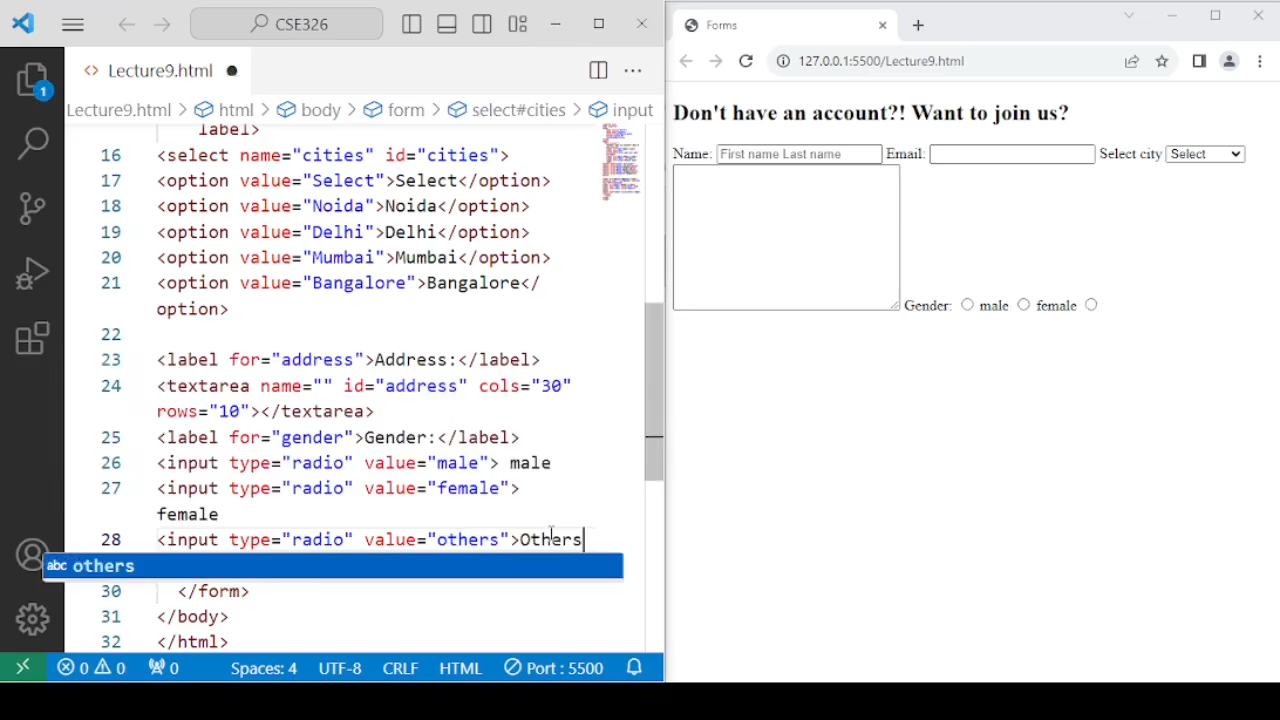 CSE326
Lecture9.html
1
Lecture9.html > html > body > form > select#cities > input
label>
16 <select name="cities" id="cities">
17 <option value="Select">Select</option>
18 <option value="Noida">Noida</option>
19 <option value="Delhi">Delhi</option>
20 <option value="Mumbai">Mumbai</option>
21 <option value="Bangalore">Bangalore</
option>
22
23 <label for="address">Address:</label>
24 <textarea name="" id="address" cols="30"
rows="10"></textarea>
25 <label for="gender">Gender:</label>
26 <input type="radio" value="male"> male
27 <input type="radio" value="female">
female
28 <input type="radio" value="others">Others
abc others
30 </form>
31 </body>
32 </html>
0 0 0 Spaces: 4 UTF-8 CRLF HTML Port : 5500
Forms
127.0.0.1:5500/Lecture9.html
Don't have an account?! Want to join us?
Name: First name Last name Email: Select city Select
Gender: male female